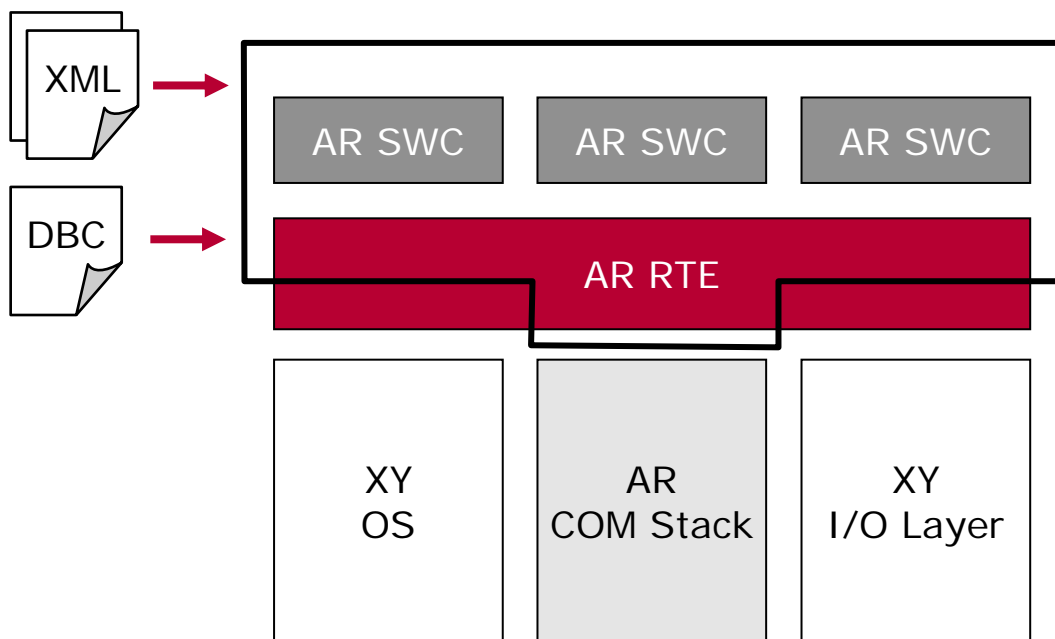 XML
AR SWC
AR SWC
AR SWC
DBC
AR RTE
XY
OS
AR
COM Stack
XY
I/O Layer